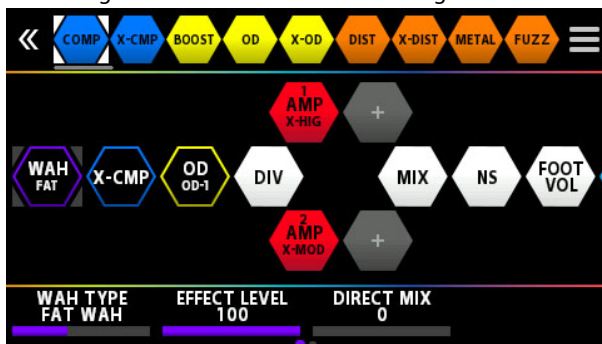 COMP X-CMP BOOST OD X-OD DIST X-DIST METAL FUZZ
1
AMP
X-HIG
+
WAH
FAT
X-CMP
OD
OD-1
DIV
MIX
NS
FOOT
VOL
2
AMP
X-MOD
+
WAH TYPE
FAT WAH
EFFECT LEVEL
100
DIRECT MIX
0